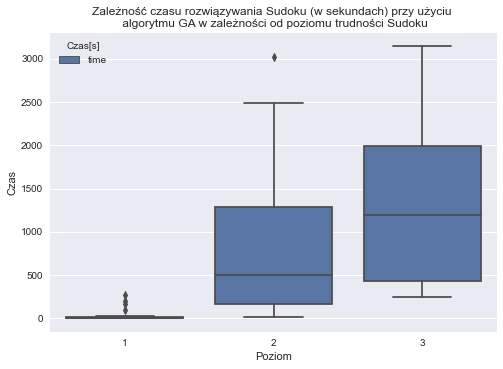 Zależność czasu rozwiązywania Sudoku (w sekundach) przy użyciu
algorytmu GA w zależności od poziomu trudności Sudoku
Czas[s]
time
3000
2500
2000
1500
1000
500
0
Czas
1
2
3
Poziom